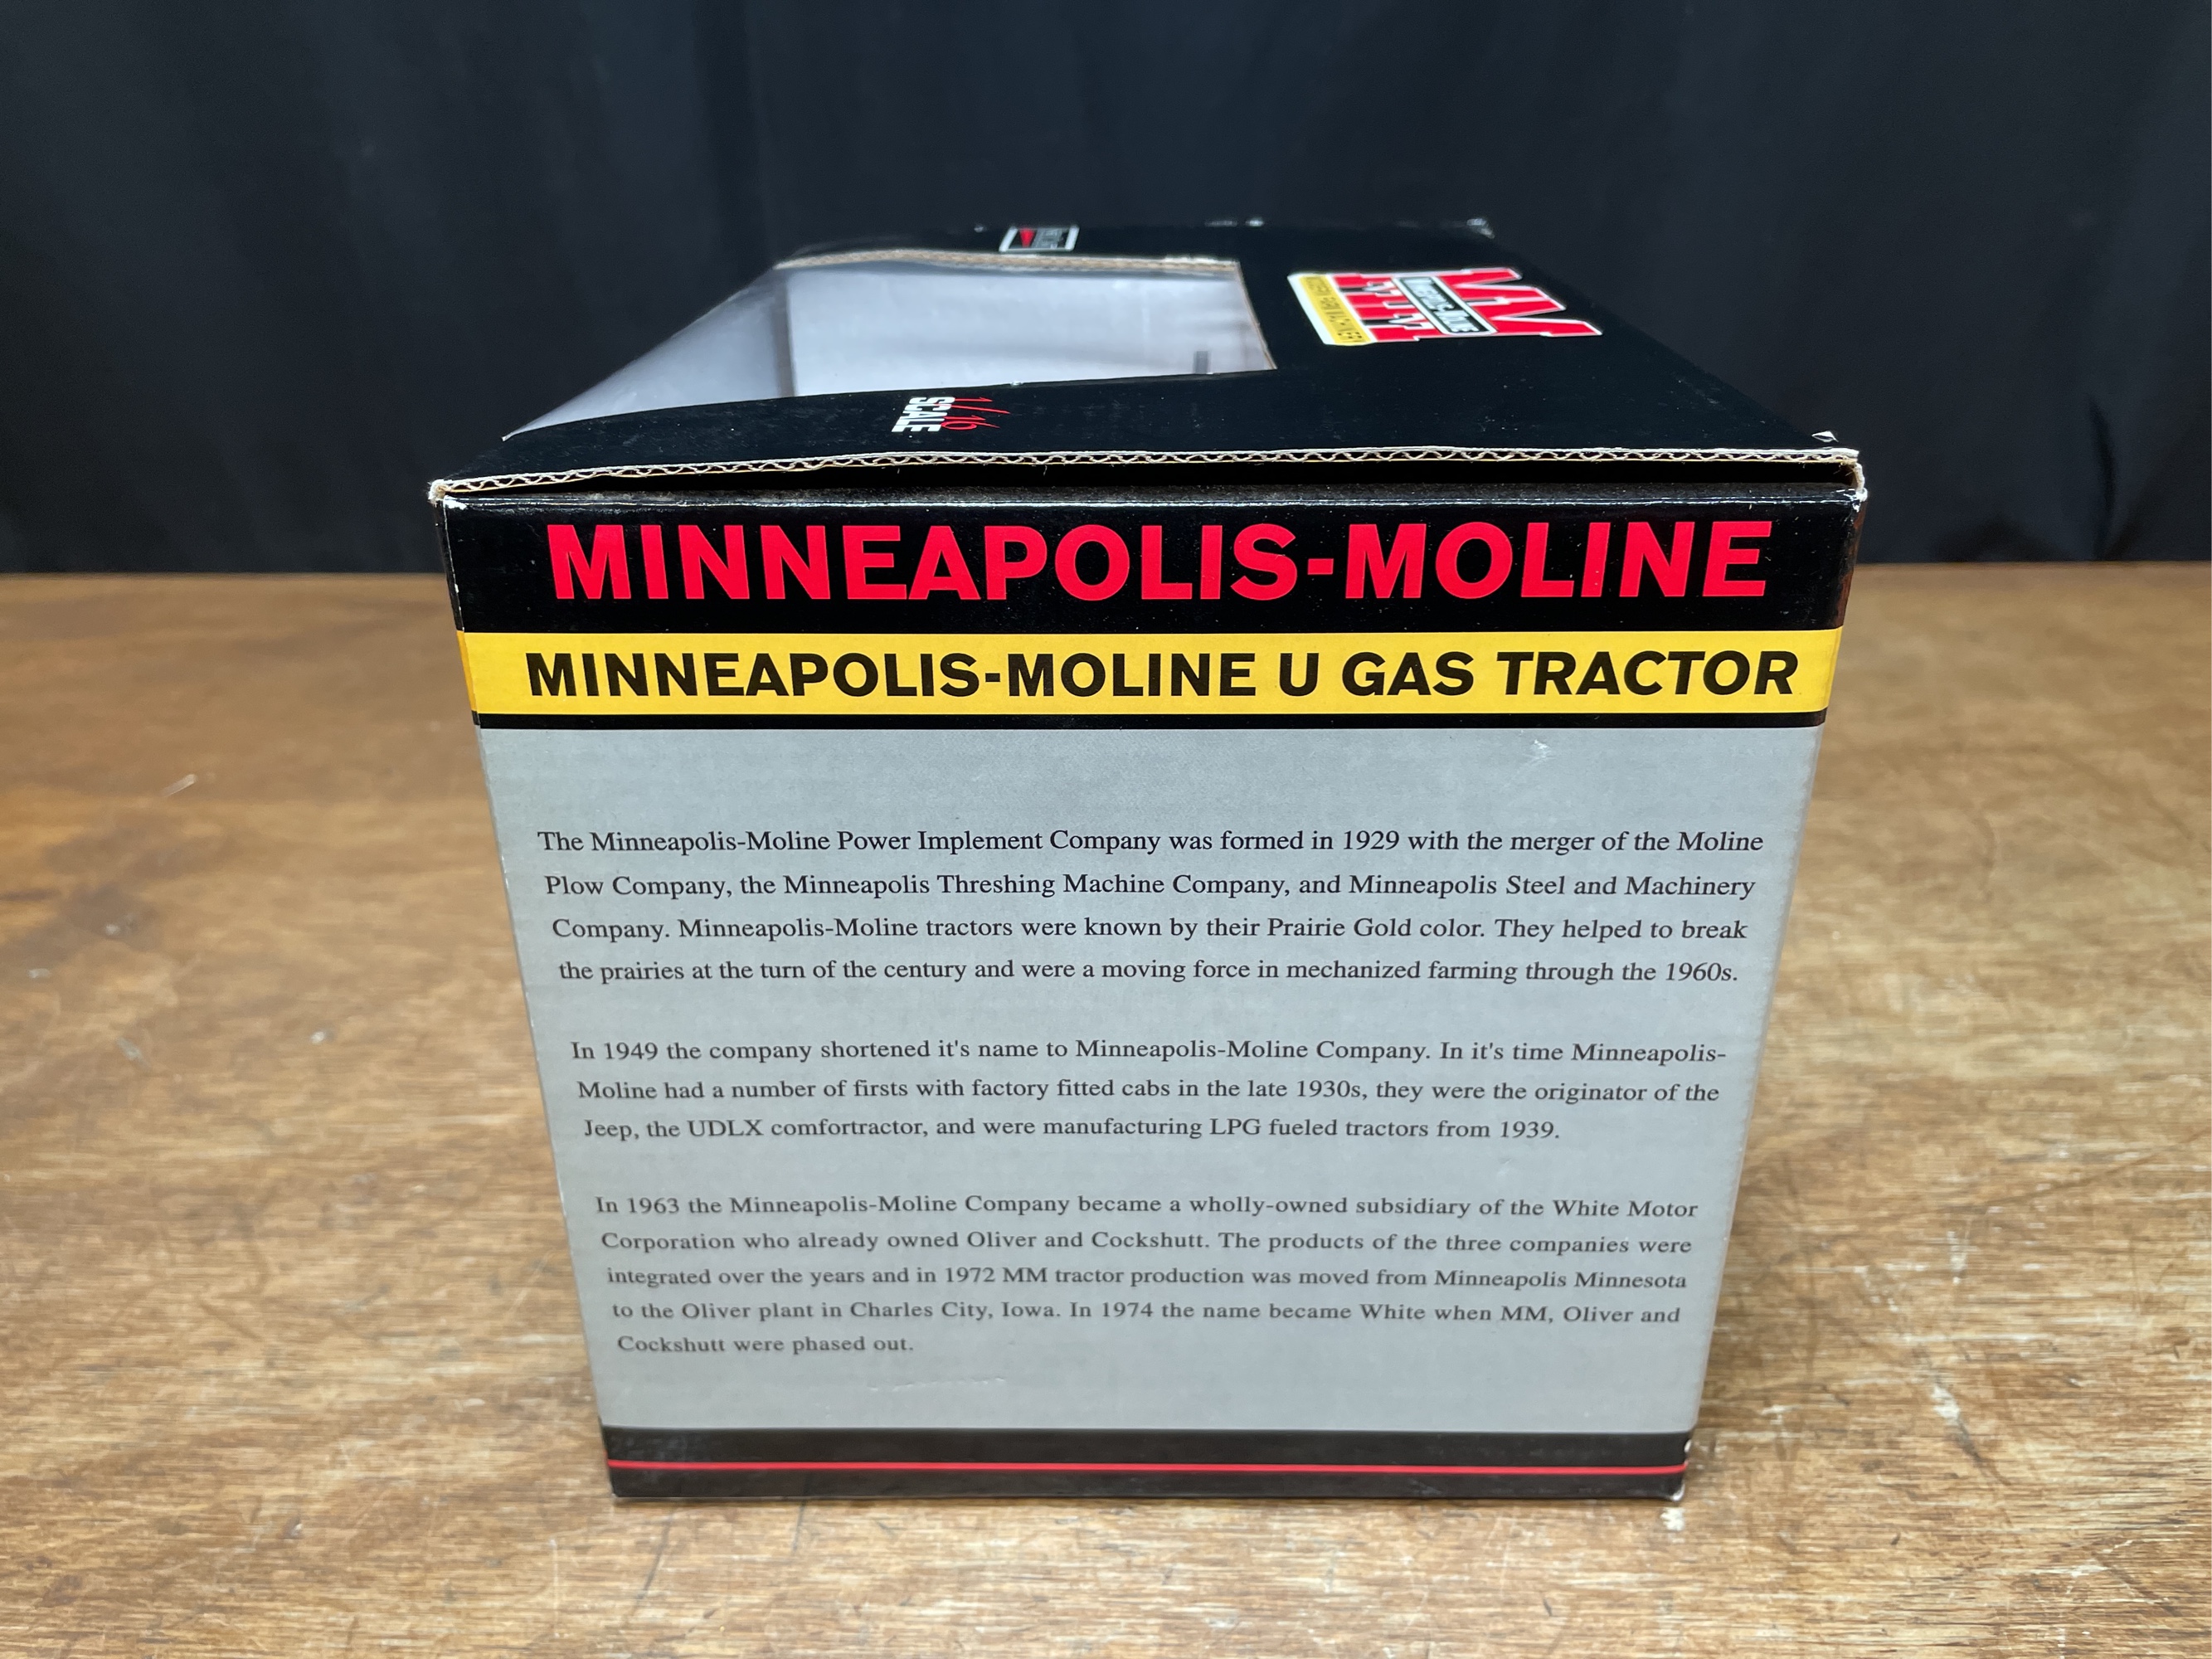 1/16
SCALE
MINNEAPOLIS-MOLINE
MODERN FARM MACHINERY
MINNEAPOLIS-MOLINE
MINNEAPOLIS-MOLINE U GAS TRACTOR
The Minneapolis-Moline Power Implement Company was formed in 1929 with the merger of the Moline
Plow Company, the Minneapolis Threshing Machine Company, and Minneapolis Steel and Machinery
Company. Minneapolis-Moline tractors were known by their Prairie Gold color. They helped to break
the prairies at the turn of the century and were a moving force in mechanized farming through the 1960s.
In 1949 the company shortened it's name to Minneapolis-Moline Company. In it's time Minneapolis-
Moline had a number of firsts with factory fitted cabs in the late 1930s, they were the originator of the
Jeep, the UDLX comfortractor, and were manufacturing LPG fueled tractors from 1939.
In 1963 the Minneapolis-Moline Company became a wholly-owned subsidiary of the White Motor
Corporation who already owned Oliver and Cockshutt. The products of the three companies were
integrated over the years and in 1972 MM tractor production was moved from Minneapolis Minnesota
to the Oliver plant in Charles City, Iowa. In 1974 the name became White when MM, Oliver and
Cockshutt were phased out.